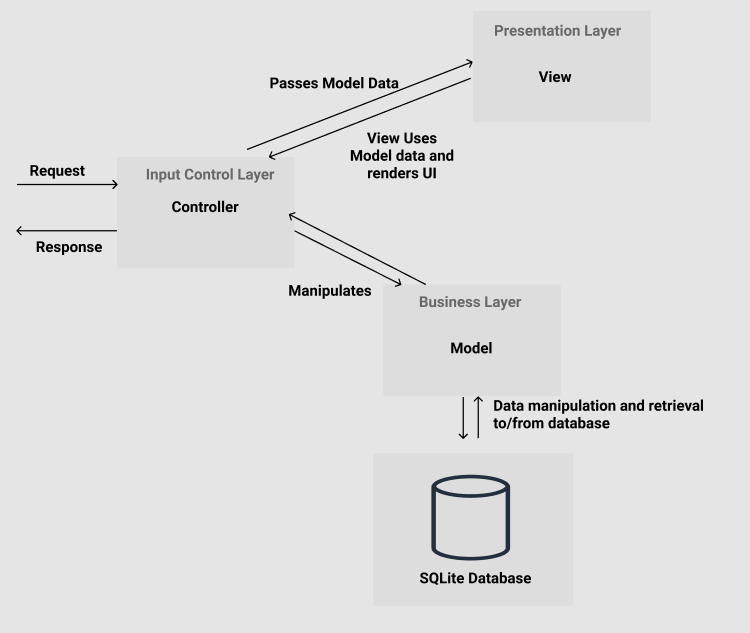 Presentation Layer
View
Passes Model Data
View Uses
Model data and
renders UI
Request
Input Control Layer
Controller
Response
Manipulates
Business Layer
Model
Data manipulation and retrieval
to/from database
SQLite Database